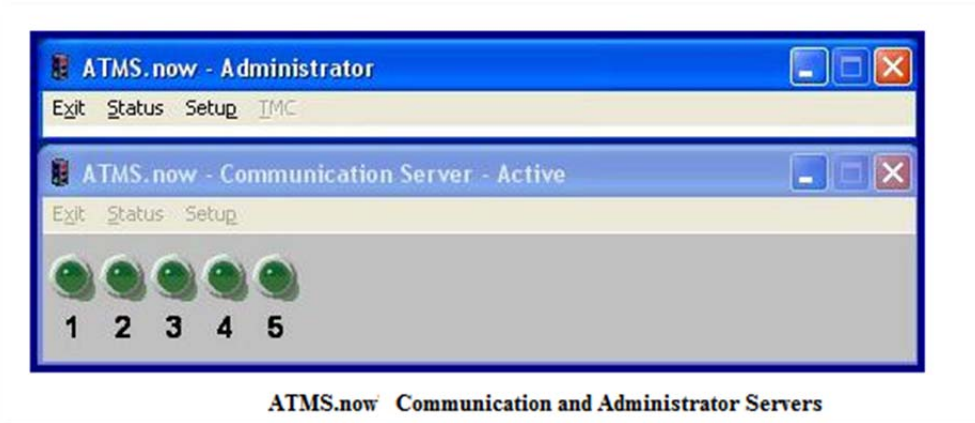 ATMS.now - Administrator
Exit Status Setup TMC
ATMS.now - Communication Server - Active
Exit Status Setup
1 2 3 4 5
ATMS.now Communication and Administrator Servers